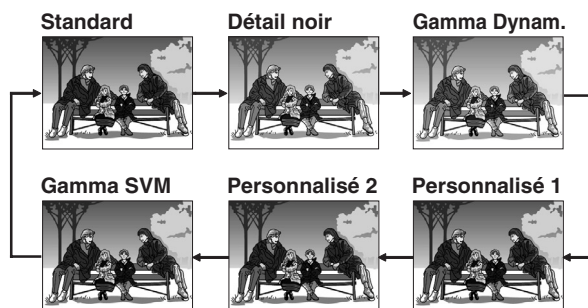 Standard
Détail noir
Gamma Dynam.
Gamma SVM
Personnalisé 2
Personnalisé 1